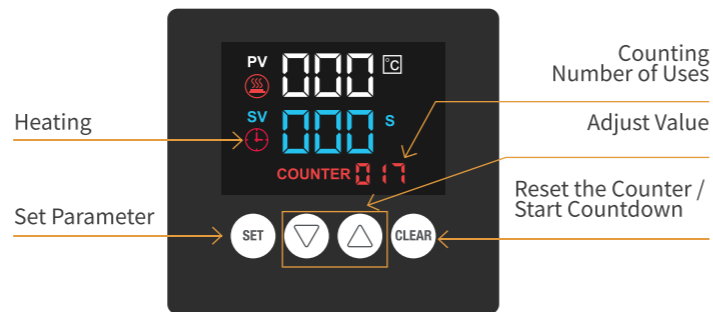 Counting
Number of Uses
PV 000 °C
Heating
SV 000 S
Adjust Value
COUNTER 017
Set Parameter
Reset the Counter /
Start Countdown
SET CLEAR